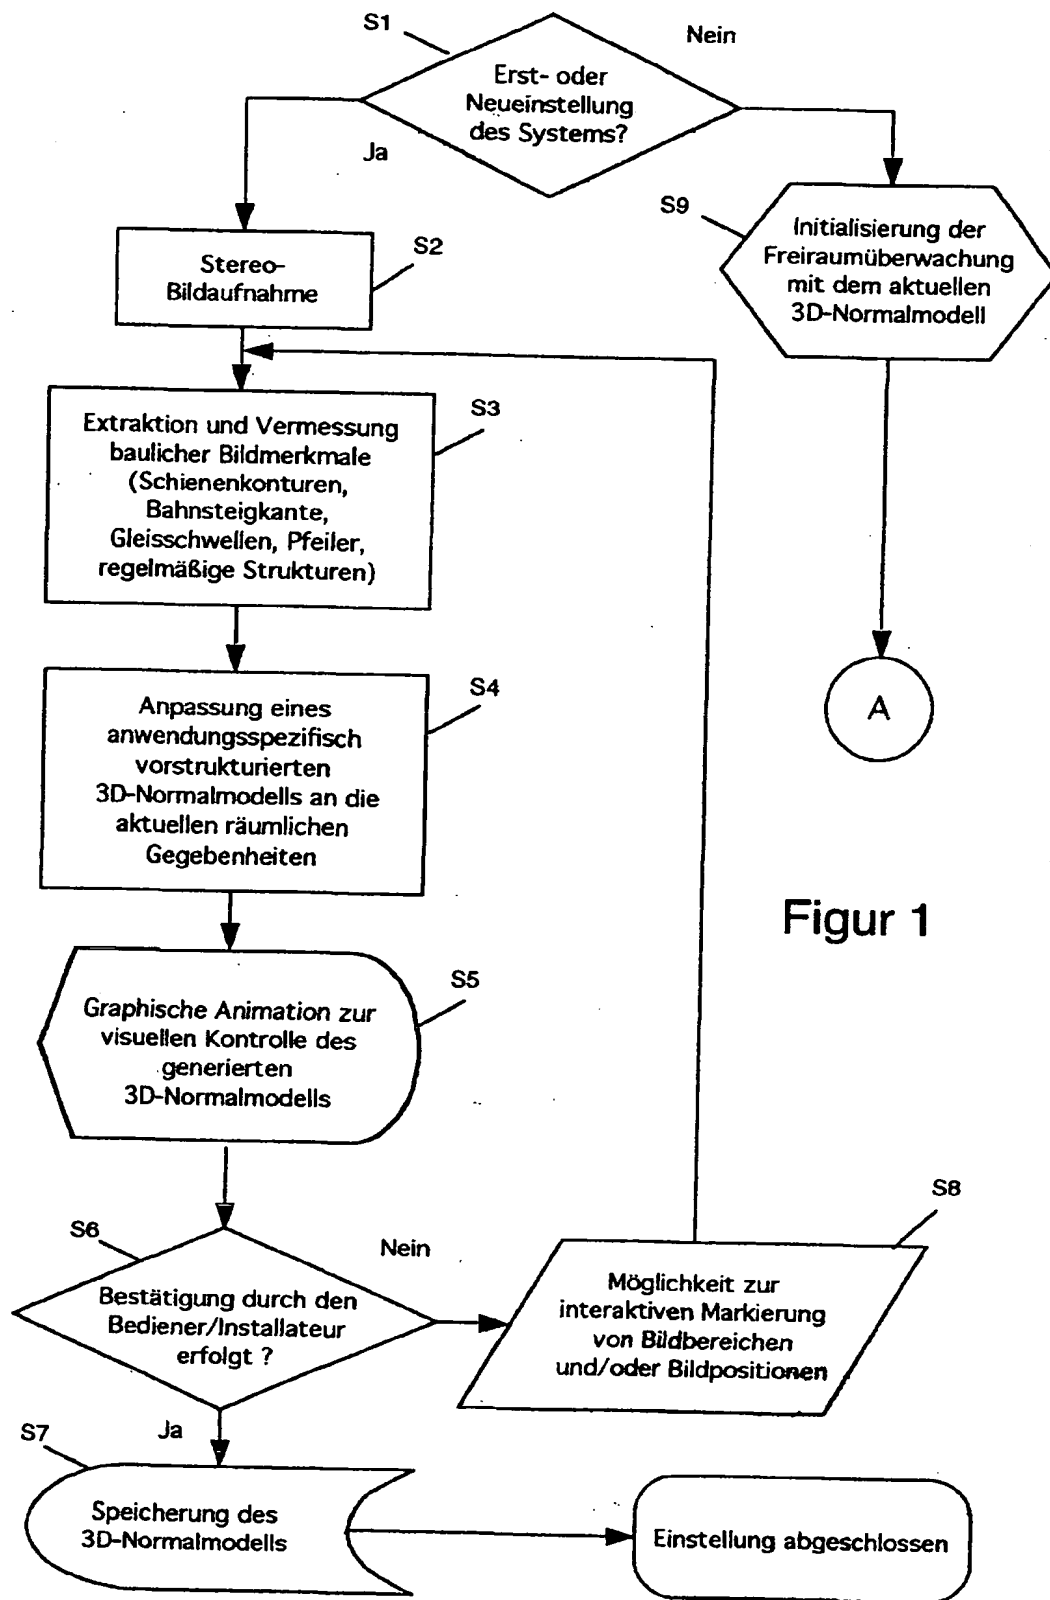 S1
Nein
Erst- oder
Neueinstellung
des Systems?
Ja
S9
Initialisierung der
Freiraumüberwachung
mit dem aktuellen
3D-Normalmodell
S2
Stereo-
Bildaufnahme
S3
Extraktion und Vermessung
baulicher Bildmerkmale
(Schienenkonturen,
Bahnsteigkante,
Gleisschwellen, Pfeiler,
regelmäßige Strukturen)
S4
Anpassung eines
anwendungsspezifisch
vorstrukturierten
3D-Normalmodells an die
aktuellen räumlichen
Gegebenheiten
A
Figur 1
S5
Graphische Animation zur
visuellen Kontrolle des
generierten
3D-Normalmodells
S6
Nein
Bestätigung durch den
Bediener/Installateur
erfolgt ?
S8
Möglichkeit zur
interaktiven Markierung
von Bildbereichen
und/oder Bildpositionen
Ja
S7
Speicherung des
3D-Normalmodells
Einstellung abgeschlossen